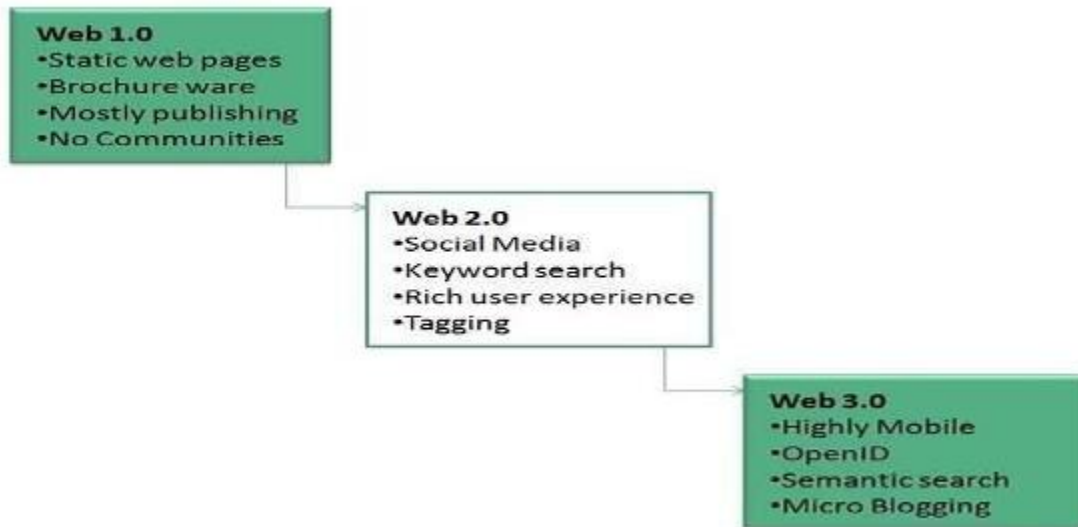 Web 1.0
•Static web pages
•Brochure ware
•Mostly publishing
•No Communities
Web 2.0
•Social Media
•Keyword search
•Rich user experience
•Tagging
Web 3.0
•Highly Mobile
•OpenID
•Semantic search
•Micro Blogging